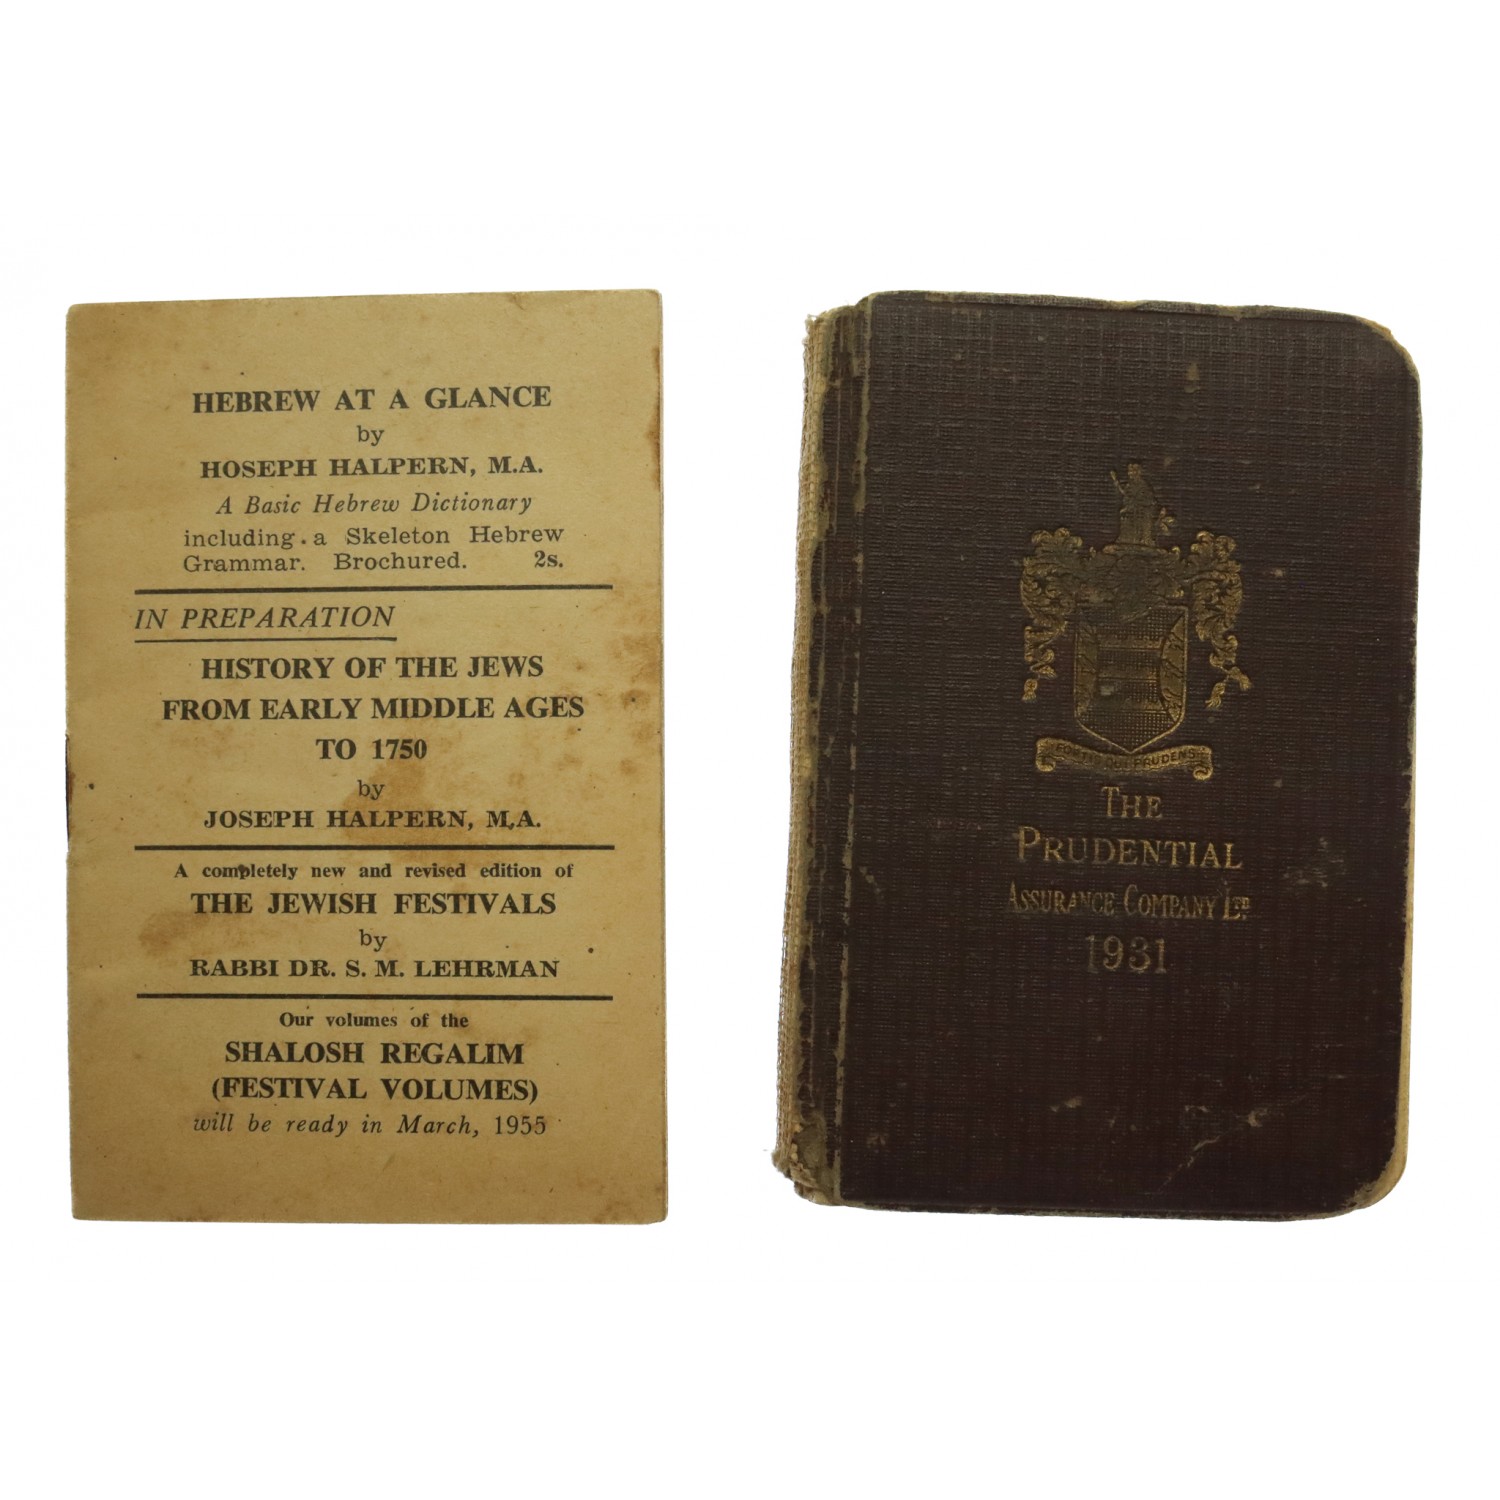 HEBREW AT A GLANCE
by
HOSEPH HALPERN, M.A.
A Basic Hebrew Dictionary
including a Skeleton Hebrew
Grammar. Brochured. 2s.
IN PREPARATION
HISTORY OF THE JEWS
FROM EARLY MIDDLE AGES
TO 1750
by
JOSEPH HALPERN, M.A.
A completely new and revised edition of
THE JEWISH FESTIVALS
by
RABBI DR. S. M. LEHRMAN
Our volumes of the
SHALOSH REGALIM
(FESTIVAL VOLUMES)
will be ready in March, 1955
FORTIS QUI PRUDENS
THE
PRUDENTIAL
ASSURANCE COMPANY LTD.
1931